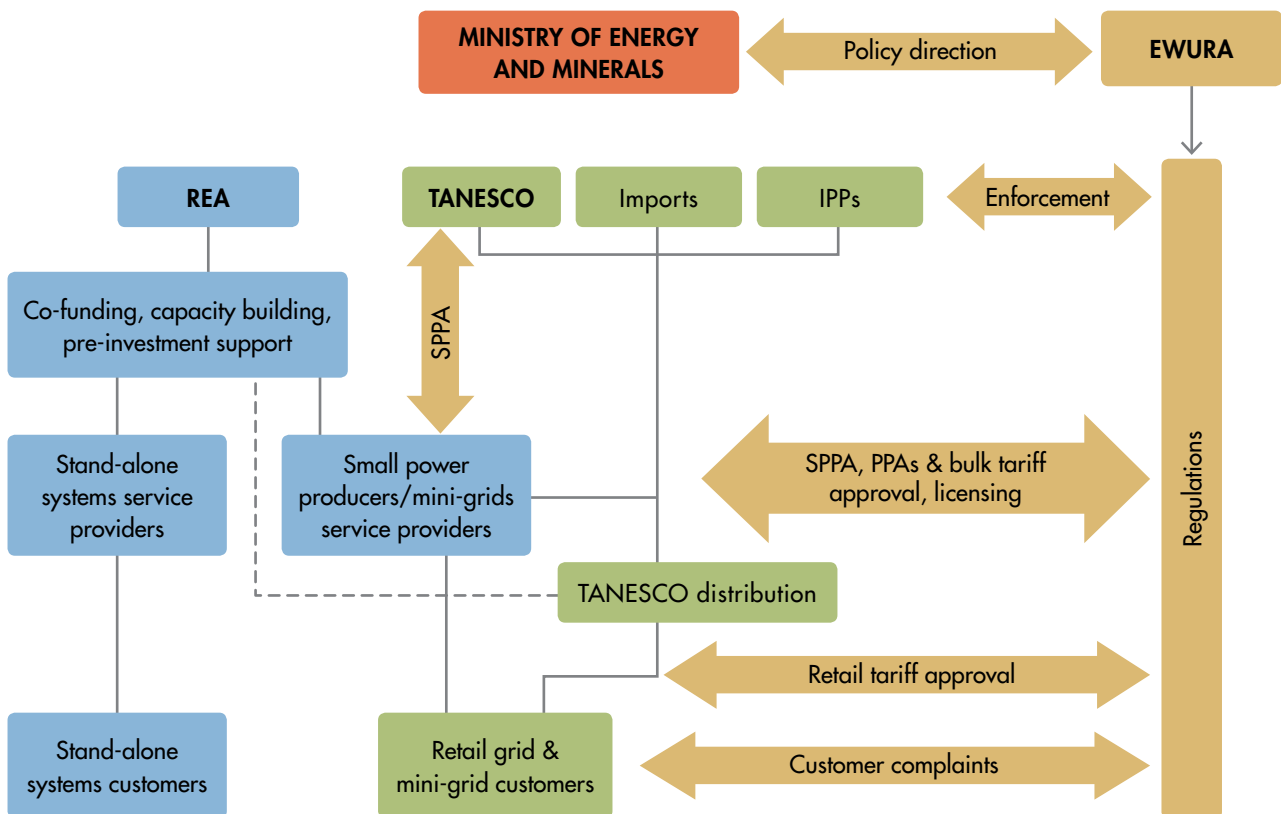 MINISTRY OF ENERGY
AND MINERALS
Policy direction
EWURA
REA
TANESCO
Imports
IPPs
Enforcement
Co-funding, capacity building,
pre-investment support
SPPA
Stand-alone
systems service
providers
Small power
producers/mini-grids
service providers
SPPA, PPAs & bulk tariff
approval, licensing
Regulations
TANESCO distribution
Retail tariff approval
Stand-alone
systems customers
Retail grid &
mini-grid customers
Customer complaints